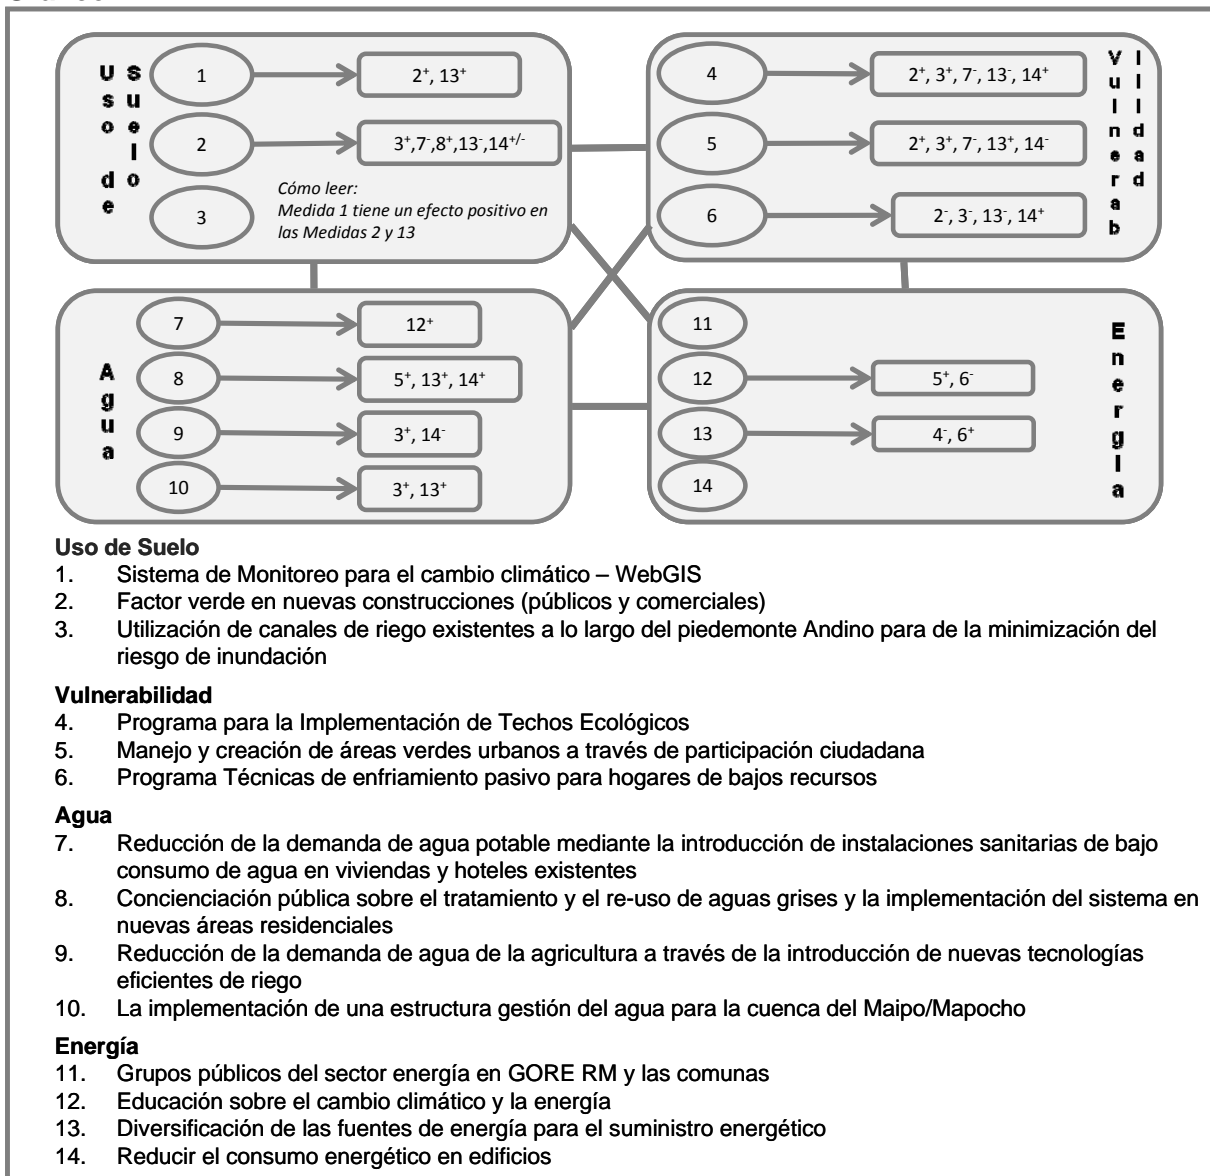 Uso de Suelo
1
2⁺, 13⁺
2
3⁺,7⁻,8⁺,13⁻,14⁺/⁻
3
Cómo leer:
Medida 1 tiene un efecto positivo en
las Medidas 2 y 13
Vulnerabilidad
4
2⁺, 3⁺, 7⁻, 13⁻, 14⁺
5
2⁺, 3⁺, 7⁻, 13⁺, 14⁻
6
2⁻, 3⁻, 13⁻, 14⁺
Agua
7
12⁺
8
5⁺, 13⁺, 14⁺
9
3⁺, 14⁻
10
3⁺, 13⁺
Energía
11
12
5⁺, 6⁻
13
4⁻, 6⁺
14
Uso de Suelo
1. Sistema de Monitoreo para el cambio climático – WebGIS
2. Factor verde en nuevas construcciones (públicos y comerciales)
3. Utilización de canales de riego existentes a lo largo del piedemonte Andino para de la minimización del
riesgo de inundación
Vulnerabilidad
4. Programa para la Implementación de Techos Ecológicos
5. Manejo y creación de áreas verdes urbanos a través de participación ciudadana
6. Programa Técnicas de enfriamiento pasivo para hogares de bajos recursos
Agua
7. Reducción de la demanda de agua potable mediante la introducción de instalaciones sanitarias de bajo
consumo de agua en viviendas y hoteles existentes
8. Concienciación pública sobre el tratamiento y el re-uso de aguas grises y la implementación del sistema en
nuevas áreas residenciales
9. Reducción de la demanda de agua de la agricultura a través de la introducción de nuevas tecnologías
eficientes de riego
10. La implementación de una estructura gestión del agua para la cuenca del Maipo/Mapocho
Energía
11. Grupos públicos del sector energía en GORE RM y las comunas
12. Educación sobre el cambio climático y la energía
13. Diversificación de las fuentes de energía para el suministro energético
14. Reducir el consumo energético en edificios